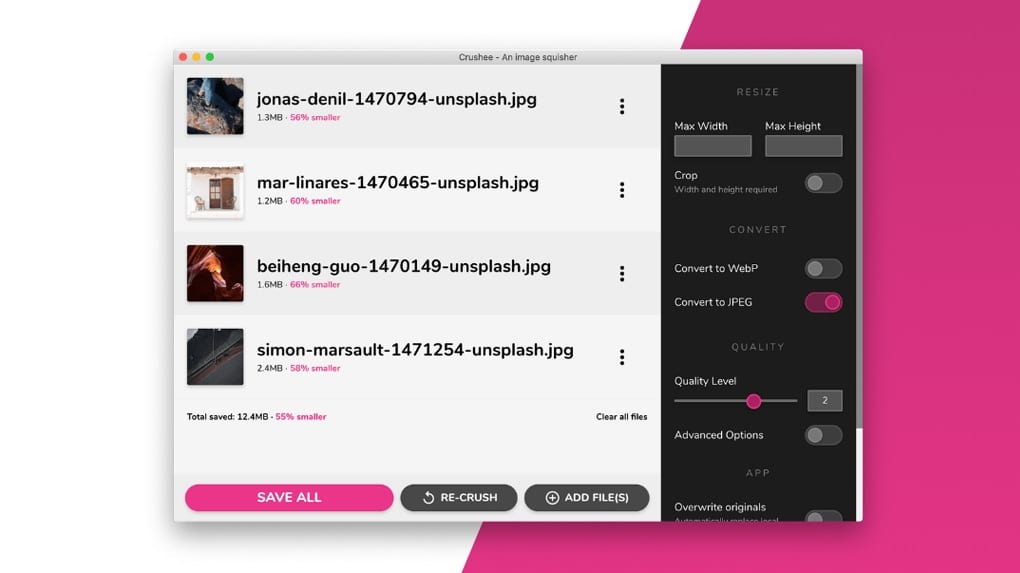 Crushee - An image squisher
jonas-denil-1470794-unsplash.jpg
1.3MB · 56% smaller
mar-linares-1470465-unsplash.jpg
1.2MB · 60% smaller
beiheng-guo-1470149-unsplash.jpg
1.6MB · 66% smaller
simon-marsault-1471254-unsplash.jpg
2.4MB · 58% smaller
Total saved: 12.4MB · 55% smaller
Clear all files
SAVE ALL
RE-CRUSH
ADD FILE(S)
RESIZE
Max Width
Max Height
Crop
Width and height required
CONVERT
Convert to WebP
Convert to JPEG
QUALITY
Quality Level
2
Advanced Options
APP
Overwrite originals
Automatically replace local